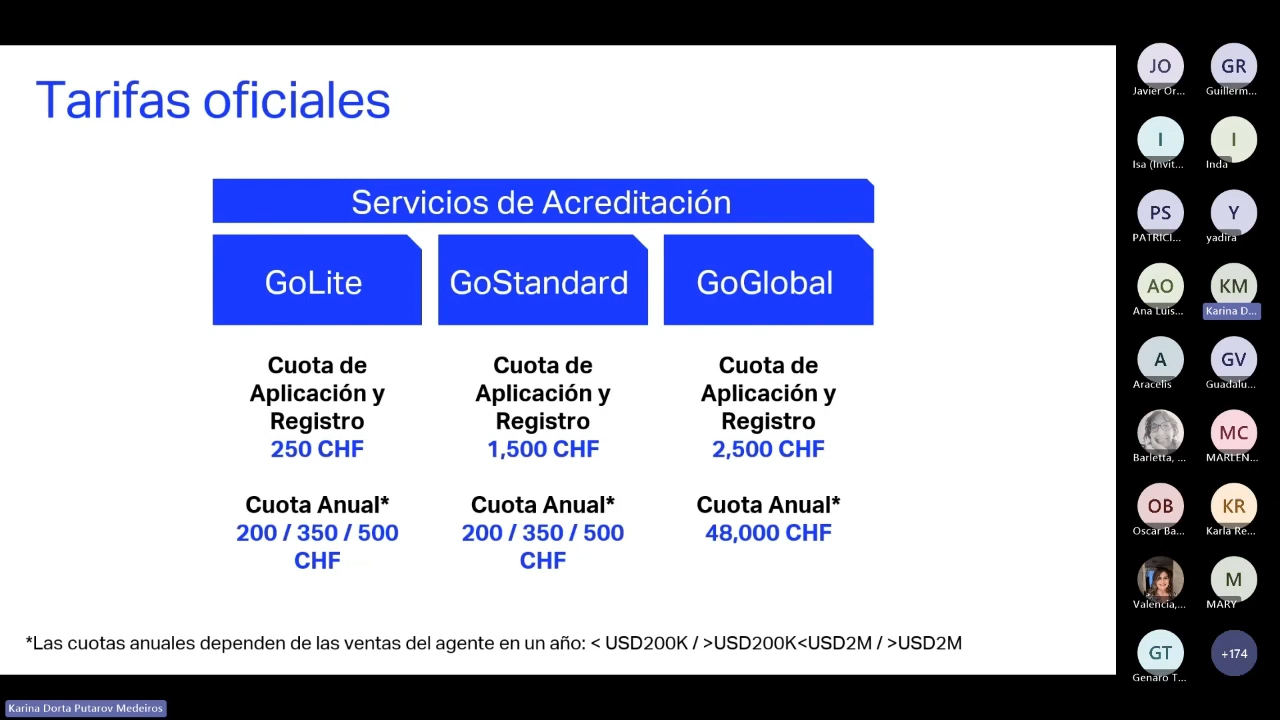 Tarifas oficiales
Servicios de Acreditación
GoLite
GoStandard
GoGlobal
Cuota de
Aplicación y
Registro
250 CHF
Cuota Anual*
200 / 350 / 500
CHF
Cuota de
Aplicación y
Registro
1,500 CHF
Cuota Anual*
200 / 350 / 500
CHF
Cuota de
Aplicación y
Registro
2,500 CHF
Cuota Anual*
48,000 CHF
*Las cuotas anuales dependen de las ventas del agente en un año: < USD200K / >USD200K<USD2M / >USD2M
JO
Javier Or...
GR
Guillerm...
I
Isa (Invit...
I
Inda
PS
PATRICI...
Y
yadira
AO
Ana Luis...
KM
Karina D...
A
Aracelis
GV
Guadalu...
Barletta, ...
MC
MARLEN...
OB
Oscar Ba...
KR
Karla Re...
Valencia,...
M
MARY
GT
Genaro T...
+174
Karina Dorta Putarov Medeiros